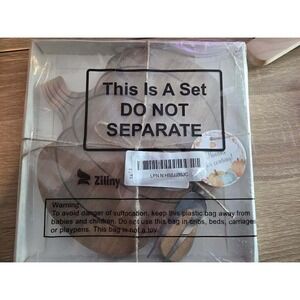 This Is A Set
DO NOT
SEPARATE
Ziliny
Warning:
To avoid danger of suffocation, keep this plastic bag away from
babies and children. Do not use this bag in cribs, beds, carriages
or playpens. This bag is not a toy.